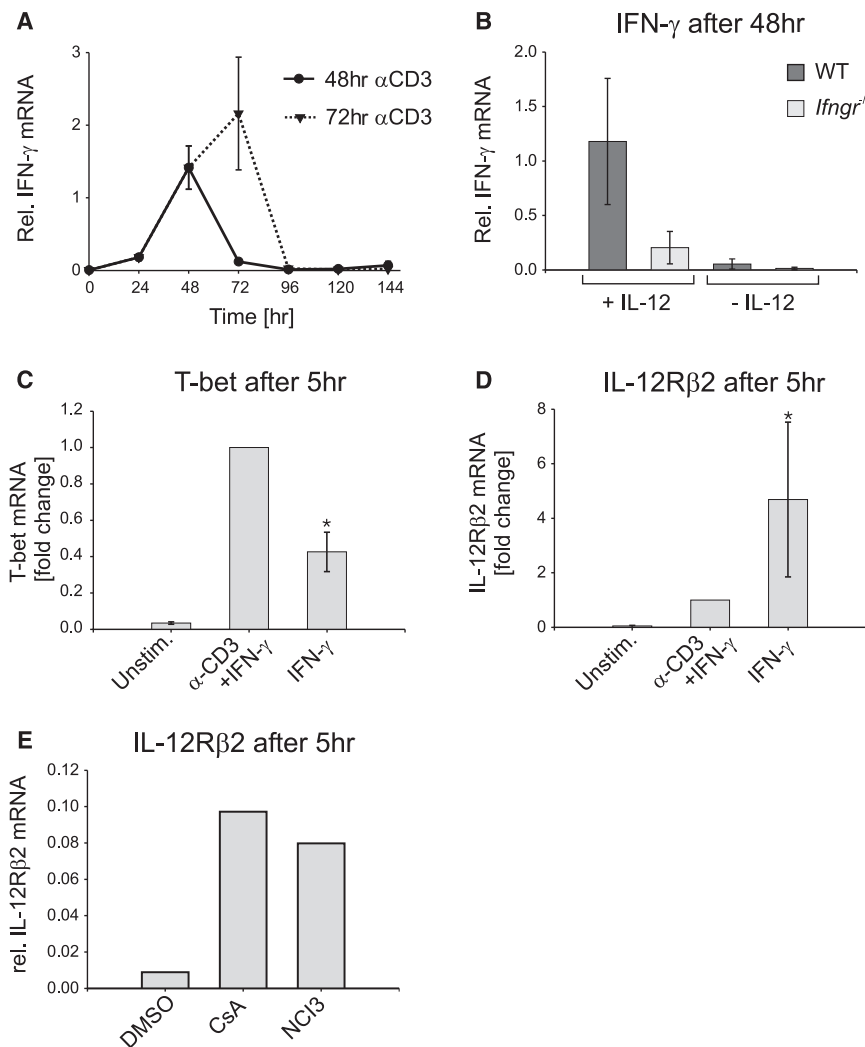 A
Rel. IFN-γ mRNA
3
2
1
0
0 24 48 72 96 120 144
Time [hr]
48hr αCD3
72hr αCD3
B
IFN-γ after 48hr
Rel. IFN-γ mRNA
2.0
1.5
1.0
0.5
0.0
WT
Ifngr-/
+ IL-12
- IL-12
C
T-bet after 5hr
T-bet mRNA
[fold change]
1.2
1.0
0.8
0.6
0.4
0.2
0.0
*
Unstim.
α-CD3
+IFN-γ
IFN-γ
D
IL-12Rβ2 after 5hr
IL-12Rβ2 mRNA
[fold change]
8
6
4
2
0
*
Unstim.
α-CD3
+IFN-γ
IFN-γ
E
IL-12Rβ2 after 5hr
rel. IL-12Rβ2 mRNA
0.12
0.10
0.08
0.06
0.04
0.02
0.00
DMSO
CsA
NCI3